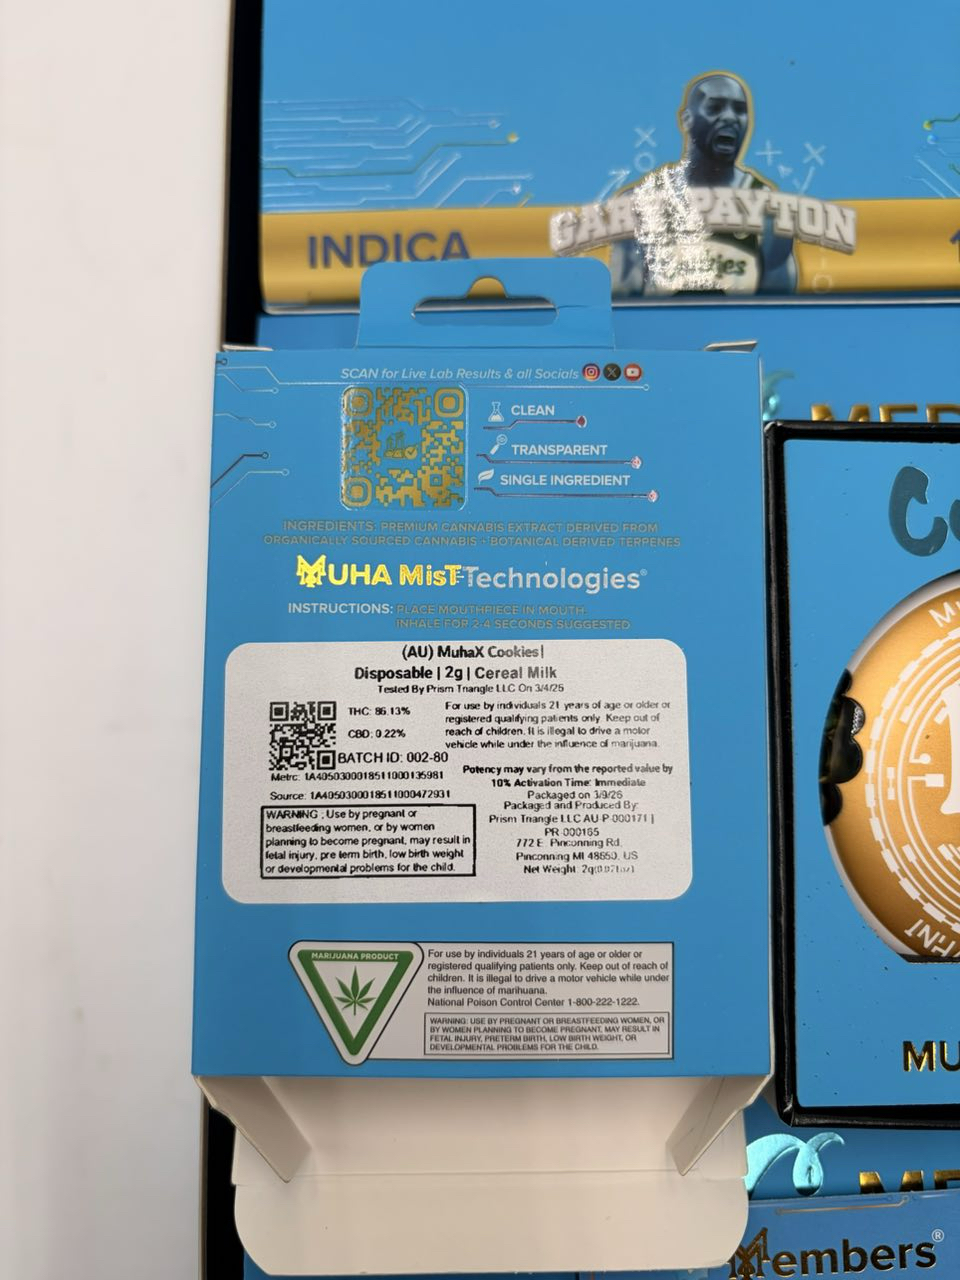 INDICA
GARY PAYTON
SCAN for Live Lab Results & all Socials
CLEAN
TRANSPARENT
SINGLE INGREDIENT
INGREDIENTS: PREMIUM CANNABIS EXTRACT DERIVED FROM
ORGANICALLY SOURCED CANNABIS + BOTANICAL DERIVED TERPENES
MUHA MisT Technologies®
INSTRUCTIONS: PLACE MOUTHPIECE IN MOUTH.
INHALE FOR 2-4 SECONDS SUGGESTED
(AU) MuhaX Cookies |
Disposable | 2g | Cereal Milk
Tested By Prism Triangle LLC On 3/4/25
THC: 86.13%
CBD: 0.22%
BATCH ID: 002-80
For use by individuals 21 years of age or older or
registered qualifying patients only. Keep out of
reach of children. It is illegal to drive a motor
vehicle while under the influence of marijuana.
Metrc: 1A4050300018511000135981
Source: 1A4050300018511000472931
WARNING : Use by pregnant or
breastfeeding women, or by women
planning to become pregnant, may result in
fetal injury, pre term birth, low birth weight
or developmental problems for the child.
Potency may vary from the reported value by
10% Activation Time: Immediate
Packaged on 3/9/26
Packaged and Produced By:
Prism Triangle LLC AU-P-000171 |
PR-000165
772 E. Pinconning Rd.
Pinconning MI 48650, US
Net Weight: 2g(0.071oz)
MARIJUANA PRODUCT
For use by individuals 21 years of age or older or
registered qualifying patients only. Keep out of reach of
children. It is illegal to drive a motor vehicle while under
the influence of marihuana.
National Poison Control Center 1-800-222-1222.
WARNING: USE BY PREGNANT OR BREASTFEEDING WOMEN, OR
BY WOMEN PLANNING TO BECOME PREGNANT, MAY RESULT IN
FETAL INJURY, PRETERM BIRTH, LOW BIRTH WEIGHT, OR
DEVELOPMENTAL PROBLEMS FOR THE CHILD.
MU
Members®